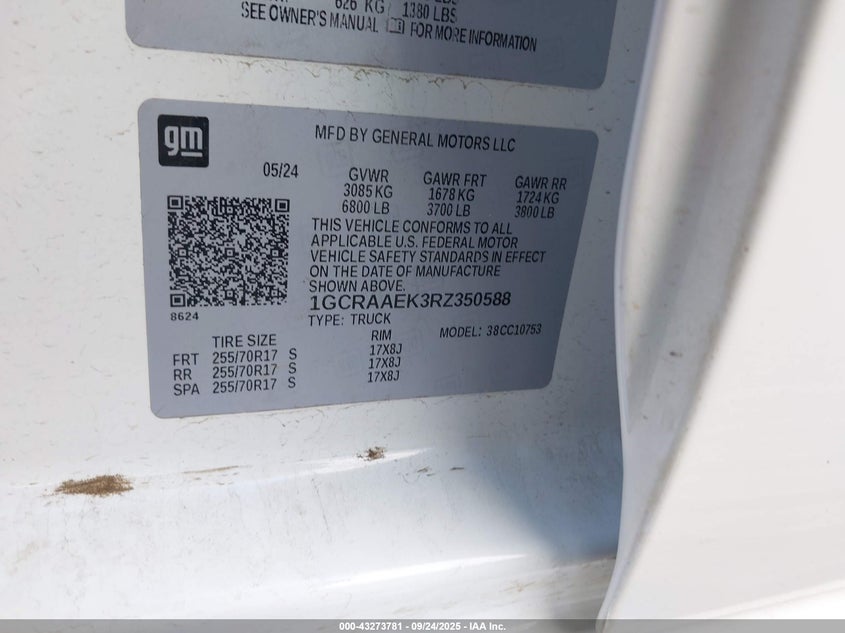 626 KG / 1380 LBS
SEE OWNER'S MANUAL FOR MORE INFORMATION
gm
MFD BY GENERAL MOTORS LLC
05/24 GVWR GAWR FRT GAWR RR
3085 KG 1678 KG 1724 KG
6800 LB 3700 LB 3800 LB
THIS VEHICLE CONFORMS TO ALL
APPLICABLE U.S. FEDERAL MOTOR
VEHICLE SAFETY STANDARDS IN EFFECT
ON THE DATE OF MANUFACTURE
SHOWN ABOVE.
1GCRAAEK3RZ350588
8624
TYPE: TRUCK MODEL: 38CC10753
TIRE SIZE RIM
FRT 255/70R17 S 17X8J
RR 255/70R17 S 17X8J
SPA 255/70R17 S 17X8J
000-43273781 - 09/24/2025 - IAA Inc.